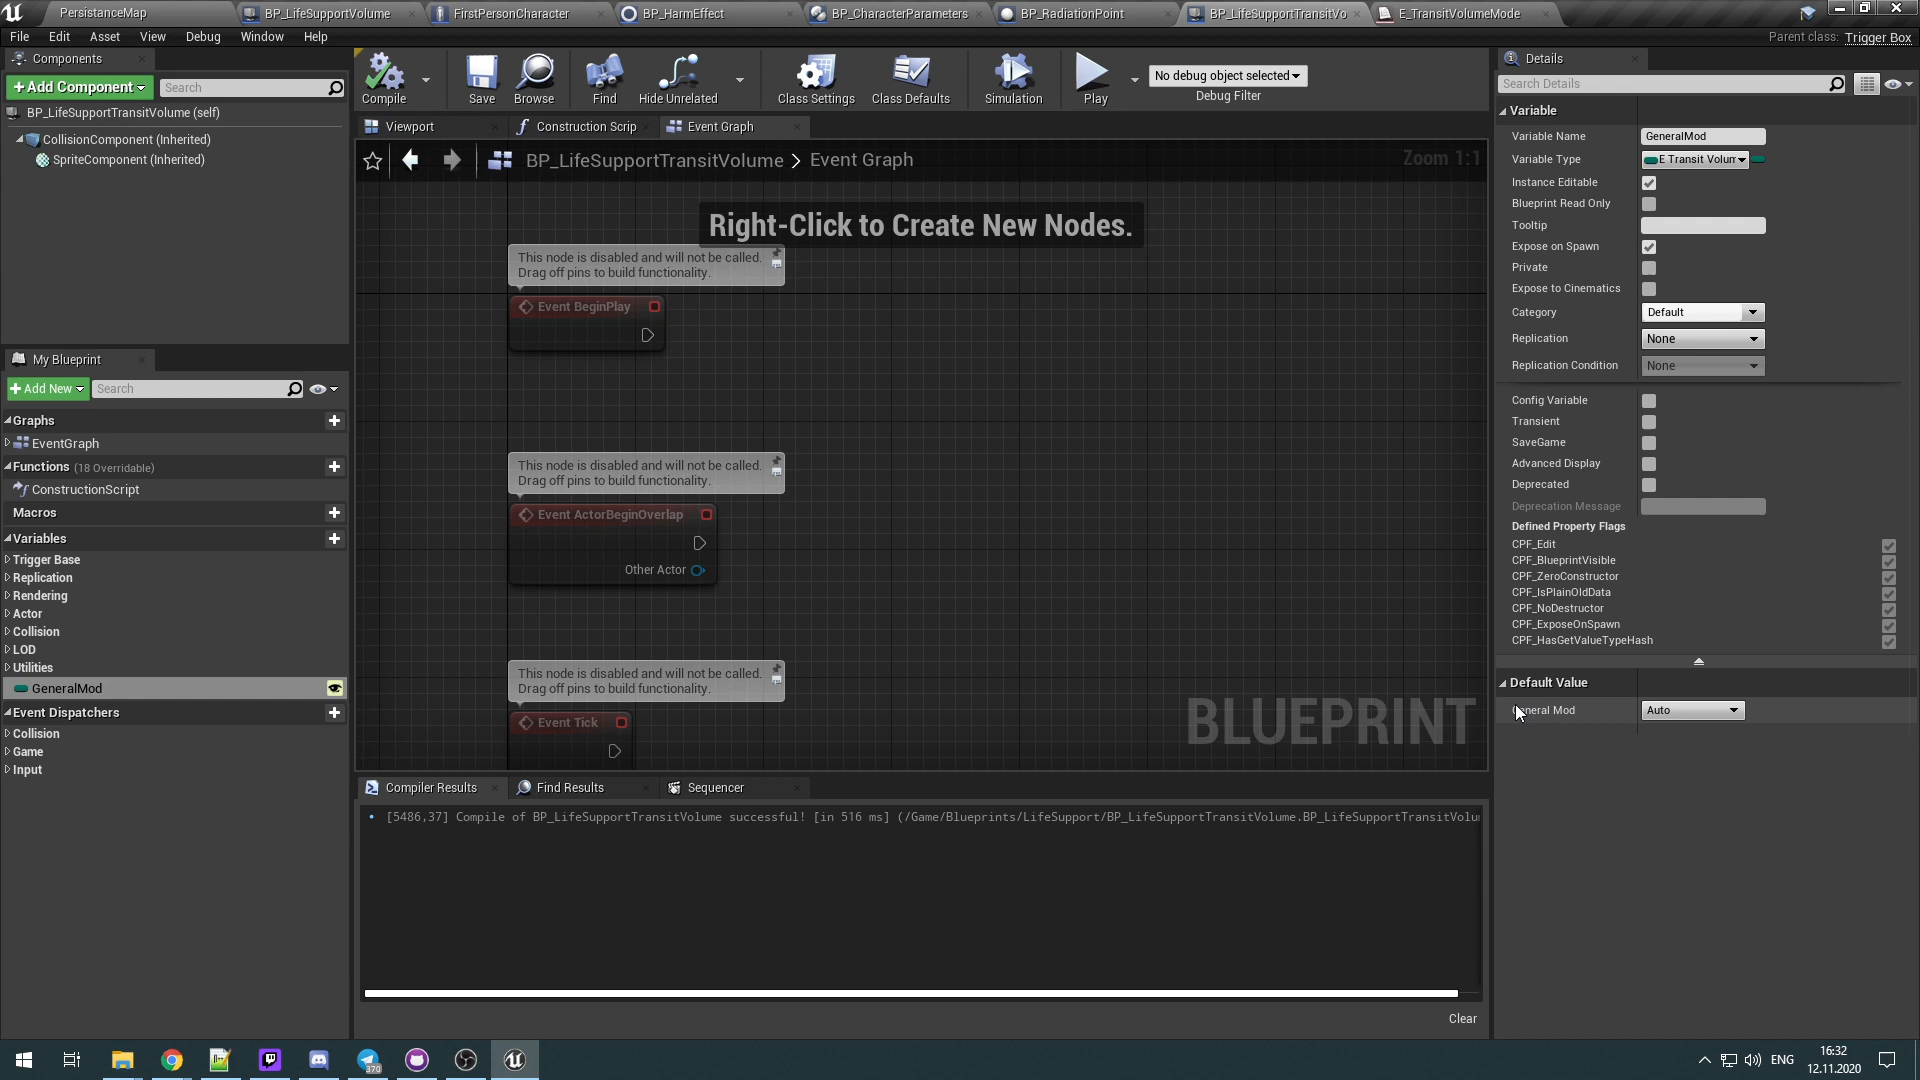 PersistanceMap
BP_LifeSupportVolume
FirstPersonCharacter
BP_HarmEffect
BP_CharacterParameters
BP_RadiationPoint
BP_LifeSupportTransitVo
E_TransitVolumeMode
File Edit Asset View Debug Window Help
Parent class: Trigger Box
Components
+ Add Component
Search
BP_LifeSupportTransitVolume (self)
CollisionComponent (Inherited)
SpriteComponent (Inherited)
My Blueprint
+ Add New
Search
Graphs
EventGraph
Functions (18 Overridable)
ConstructionScript
Macros
Variables
Trigger Base
Replication
Rendering
Actor
Collision
LOD
Utilities
GeneralMod
Event Dispatchers
Collision
Game
Input
Compile
Save
Browse
Find
Hide Unrelated
Class Settings
Class Defaults
Simulation
Play
No debug object selected
Debug Filter
Viewport
Construction Scrip
Event Graph
BP_LifeSupportTransitVolume > Event Graph
Zoom 1:1
Right-Click to Create New Nodes.
This node is disabled and will not be called.
Drag off pins to build functionality.
Event BeginPlay
This node is disabled and will not be called.
Drag off pins to build functionality.
Event ActorBeginOverlap
Other Actor
This node is disabled and will not be called.
Drag off pins to build functionality.
Event Tick
BLUEPRINT
Compiler Results
Find Results
Sequencer
[5486,37] Compile of BP_LifeSupportTransitVolume successful! [in 516 ms] (/Game/Blueprints/LifeSupport/BP_LifeSupportTransitVolume.BP_LifeSupportTransitVolu
Clear
Details
Search Details
Variable
Variable Name GeneralMod
Variable Type E Transit Volum
Instance Editable
Blueprint Read Only
Tooltip
Expose on Spawn
Private
Expose to Cinematics
Category Default
Replication None
Replication Condition None
Config Variable
Transient
SaveGame
Advanced Display
Deprecated
Deprecation Message
Defined Property Flags
CPF_Edit
CPF_BlueprintVisible
CPF_ZeroConstructor
CPF_IsPlainOldData
CPF_NoDestructor
CPF_ExposeOnSpawn
CPF_HasGetValueTypeHash
Default Value
General Mod Auto
370
ENG
16:32
12.11.2020